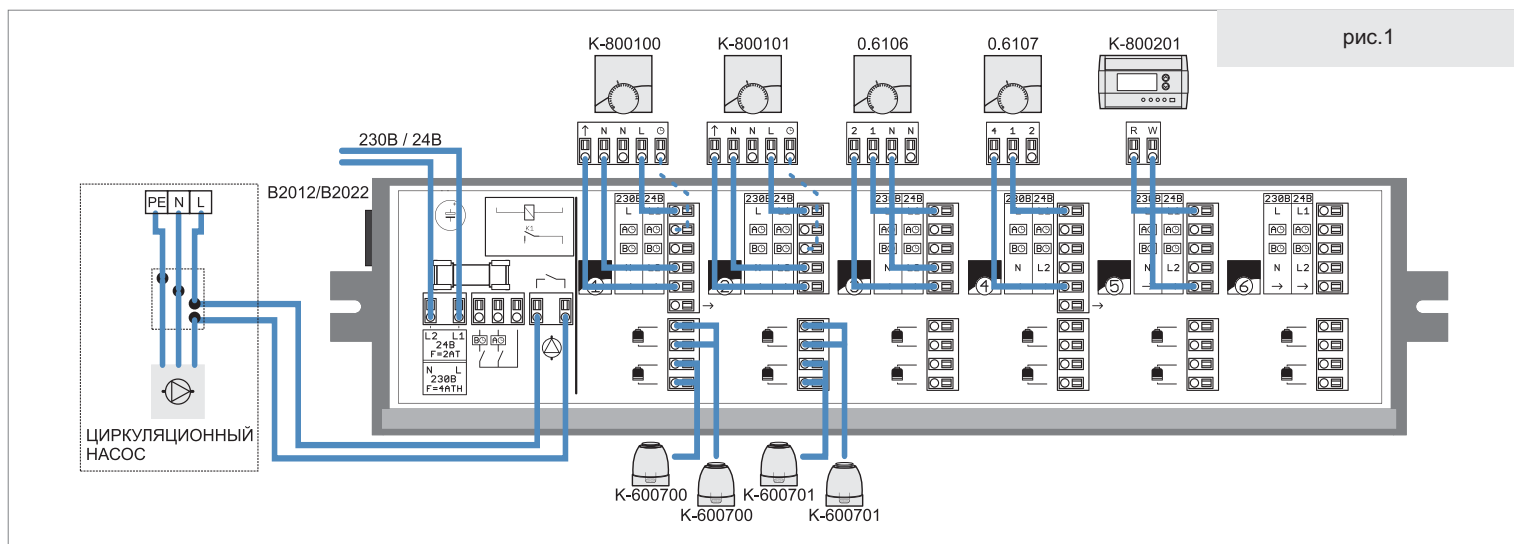 рис.1
K-800100
K-800101
0.6106
0.6107
K-800201
↑ N N L
↑ N N L
2 1 N N
4 1 2
R W
230В / 24В
B2012/B2022
PE N L
K1
230В 24В
230В 24В
230В 24В
230В 24В
230В 24В
230В 24В
L
L
L
L
L
L L1
A A
A A
A A
A A
A A
A A
B B
B B
B B
B B
B B
B B
N L2
N L2
N L2
→ →
1
2
3
4
5
6
→
→
L2 L1
24В
F=2AT
B A
N L
230В
F=4ATH
ЦИРКУЛЯЦИОННЫЙ
НАСОС
K-600700
K-600700
K-600701
K-600701